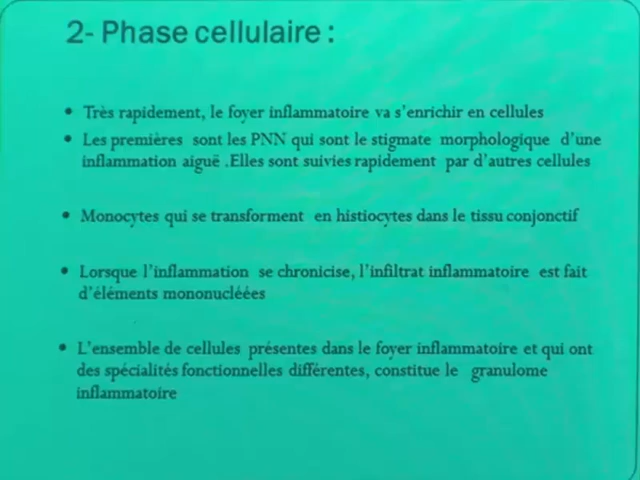 2- Phase cellulaire :
• Très rapidement, le foyer inflammatoire va s'enrichir en cellules
• Les premières sont les PNN qui sont le stigmate morphologique d'une
inflammation aiguë .Elles sont suivies rapidement par d'autres cellules
• Monocytes qui se transforment en histiocytes dans le tissu conjonctif
• Lorsque l'inflammation se chronicise, l'infiltrat inflammatoire est fait
d'éléments mononucléées
• L'ensemble de cellules présentes dans le foyer inflammatoire et qui ont
des spécialités fonctionnelles différentes, constitue le granulome
inflammatoire